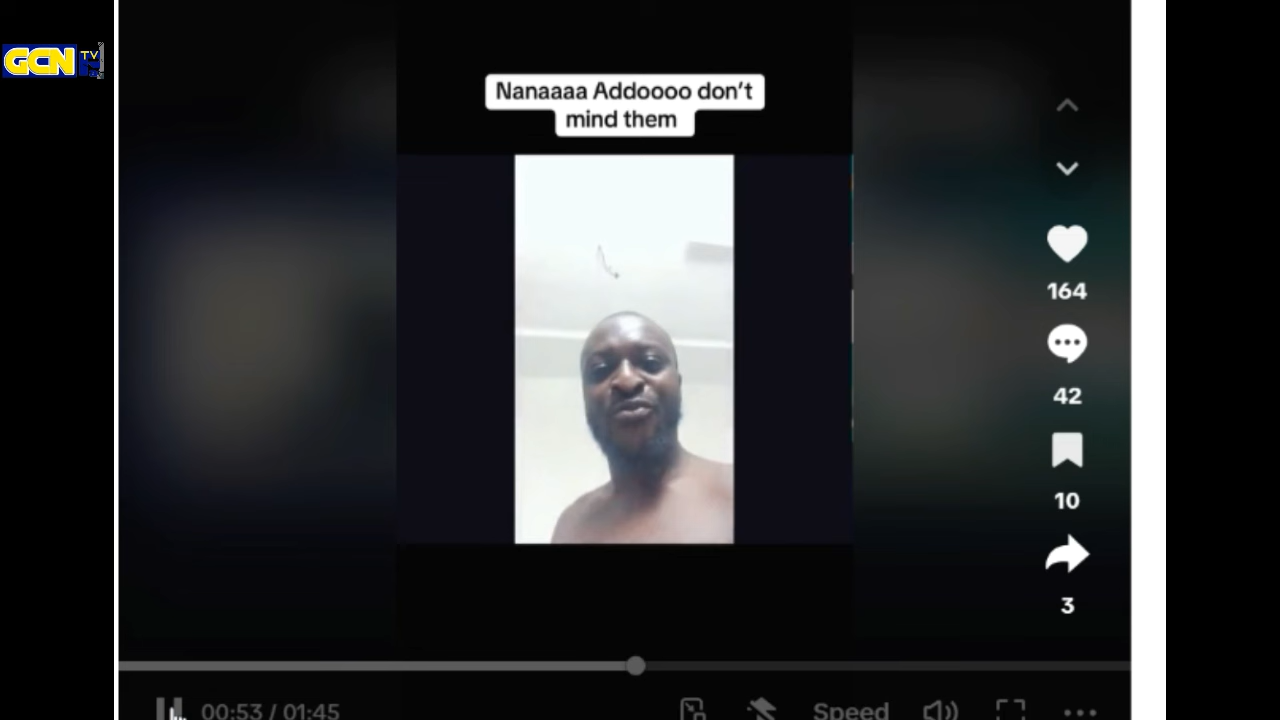 GCN TV
Nanaaaa Addoooo don't
mind them
164
42
10
3
00:53 / 01:45
Speed